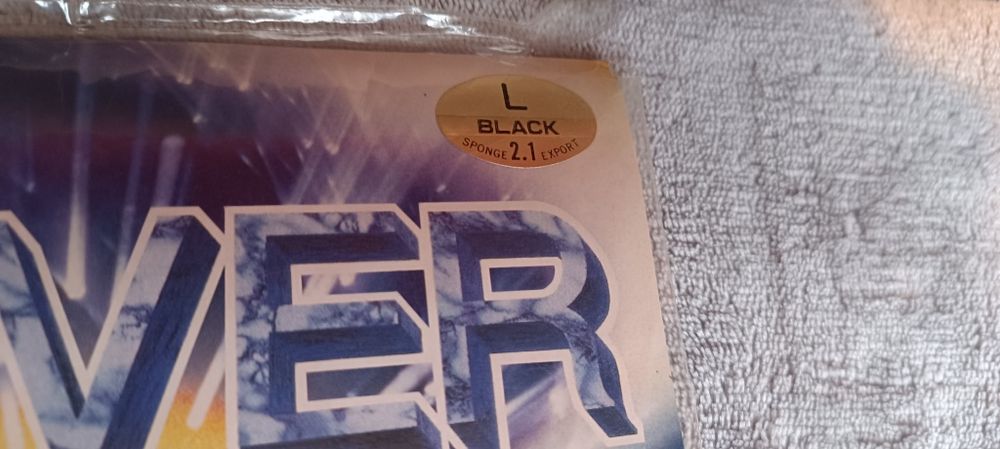 L
BLACK
SPONGE 2.1 EXPORT
VER